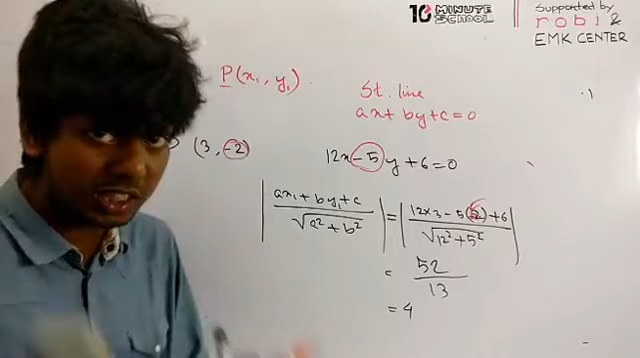 10 MINUTE SCHOOL
Supported by
robi &
EMK CENTER
P(x₁, y₁).
St. line
ax + by + c = 0
(3, -2)
12x - 5y + 6 = 0
|ax₁ + by₁ + c / √a² + b²| = |12×3 - 5(-2) + 6 / √12² + 5²|
= 52 / 13
= 4